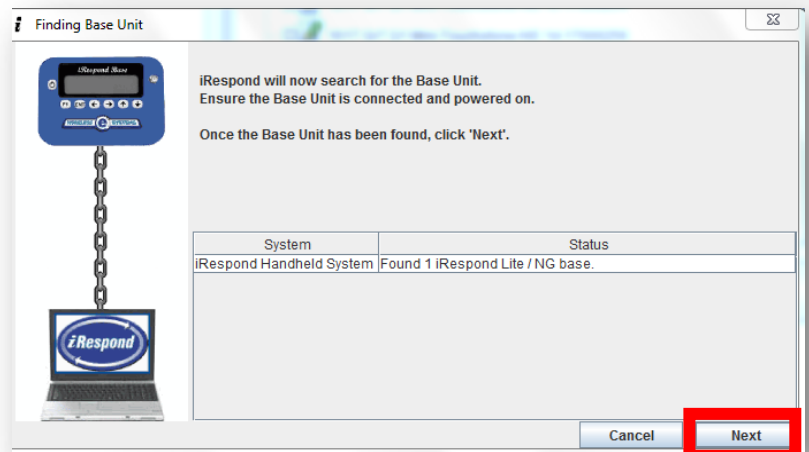 i Finding Base Unit
iRespond Base
iRespond will now search for the Base Unit.
Ensure the Base Unit is connected and powered on.
Once the Base Unit has been found, click 'Next'.
System Status
iRespond Handheld System Found 1 iRespond Lite / NG base.
iRespond
Cancel Next